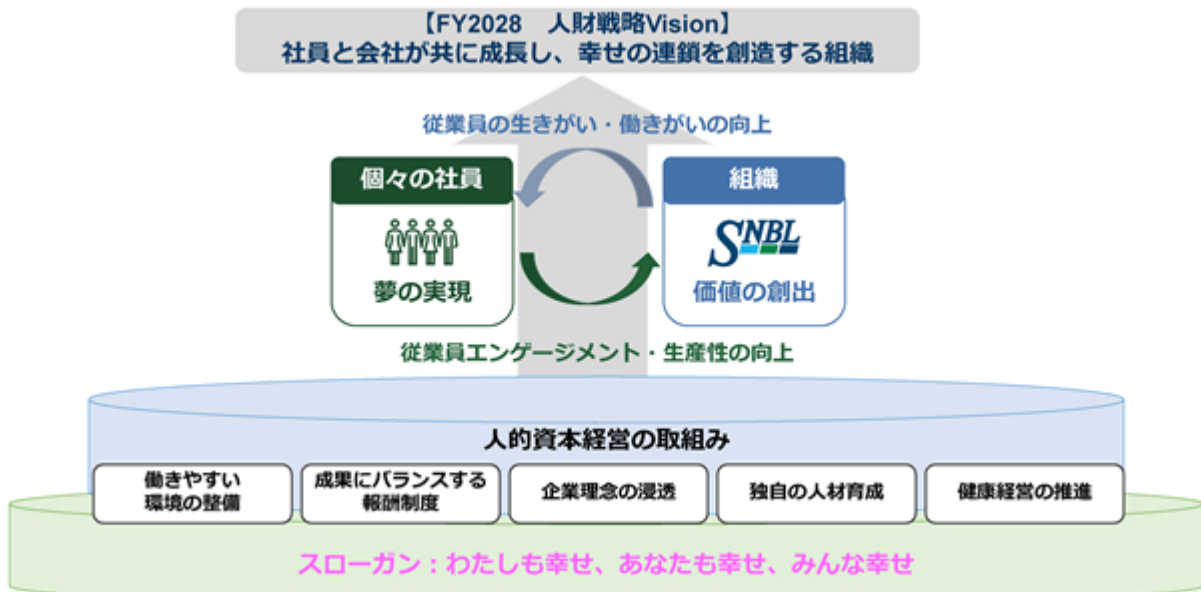 【FY2028　人財戦略Vision】
社員と会社が共に成長し、幸せの連鎖を創造する組織
従業員の生きがい・働きがいの向上
個々の社員
組織
SNBL
夢の実現
価値の創出
従業員エンゲージメント・生産性の向上
人的資本経営の取組み
働きやすい
環境の整備
成果にバランスする
報酬制度
企業理念の浸透
独自の人材育成
健康経営の推進
スローガン：わたしも幸せ、あなたも幸せ、みんな幸せ